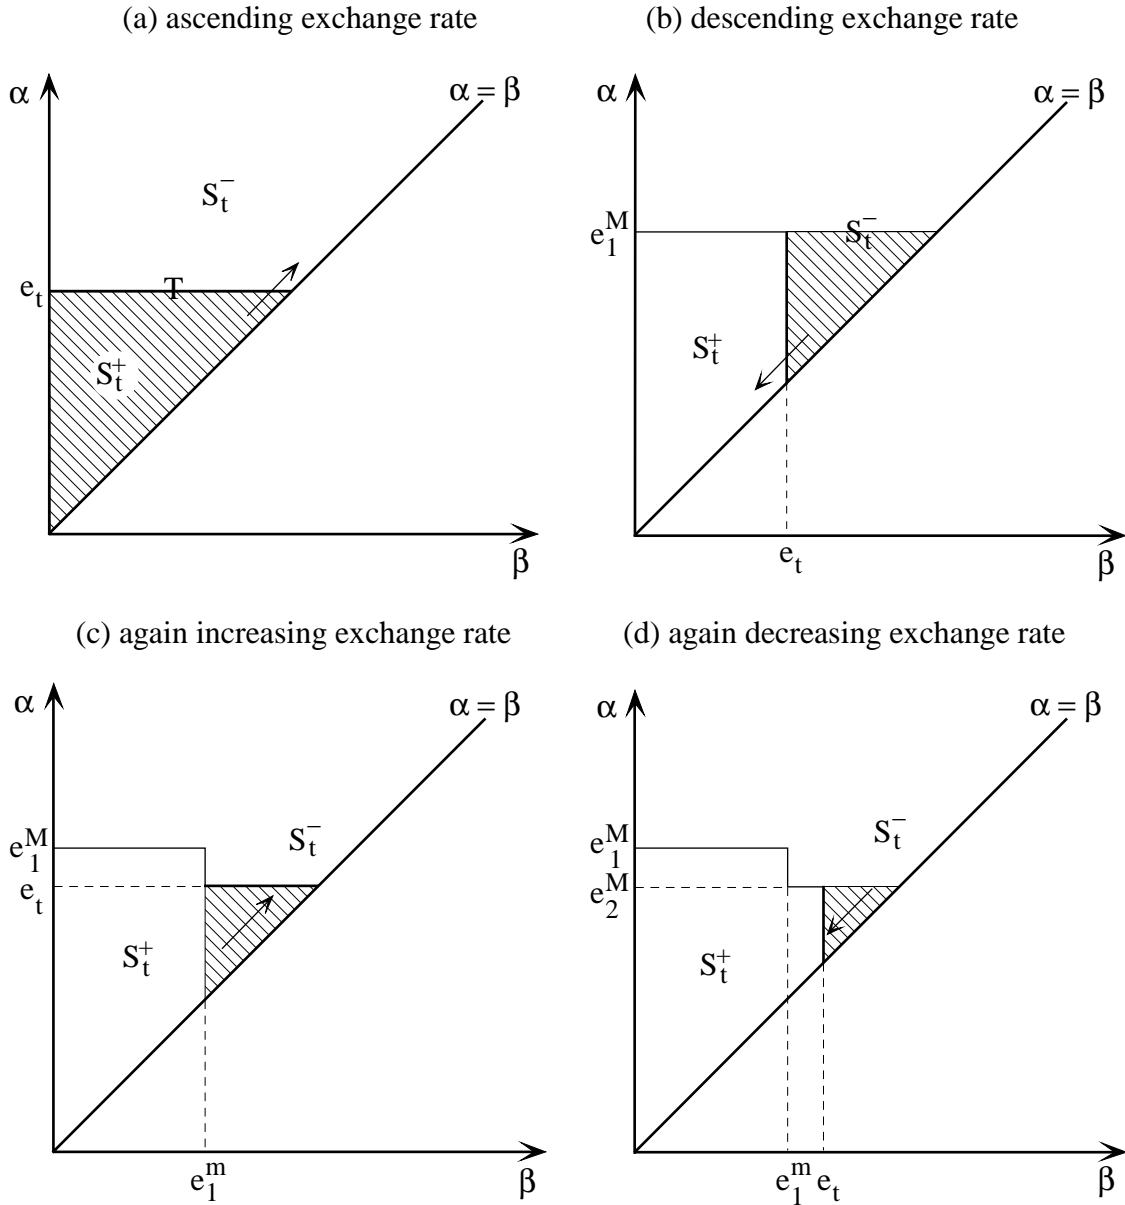 (a) ascending exchange rate
α
α = β
S_t^−
e_t
T
S_t^+
β
(b) descending exchange rate
α
α = β
e_1^M
S_t^−
S_t^+
e_t
β
(c) again increasing exchange rate
α
α = β
e_1^M
S_t^−
e_t
S_t^+
e_1^m
β
(d) again decreasing exchange rate
α
α = β
e_1^M
S_t^−
e_2^M
S_t^+
e_1^m e_t
β